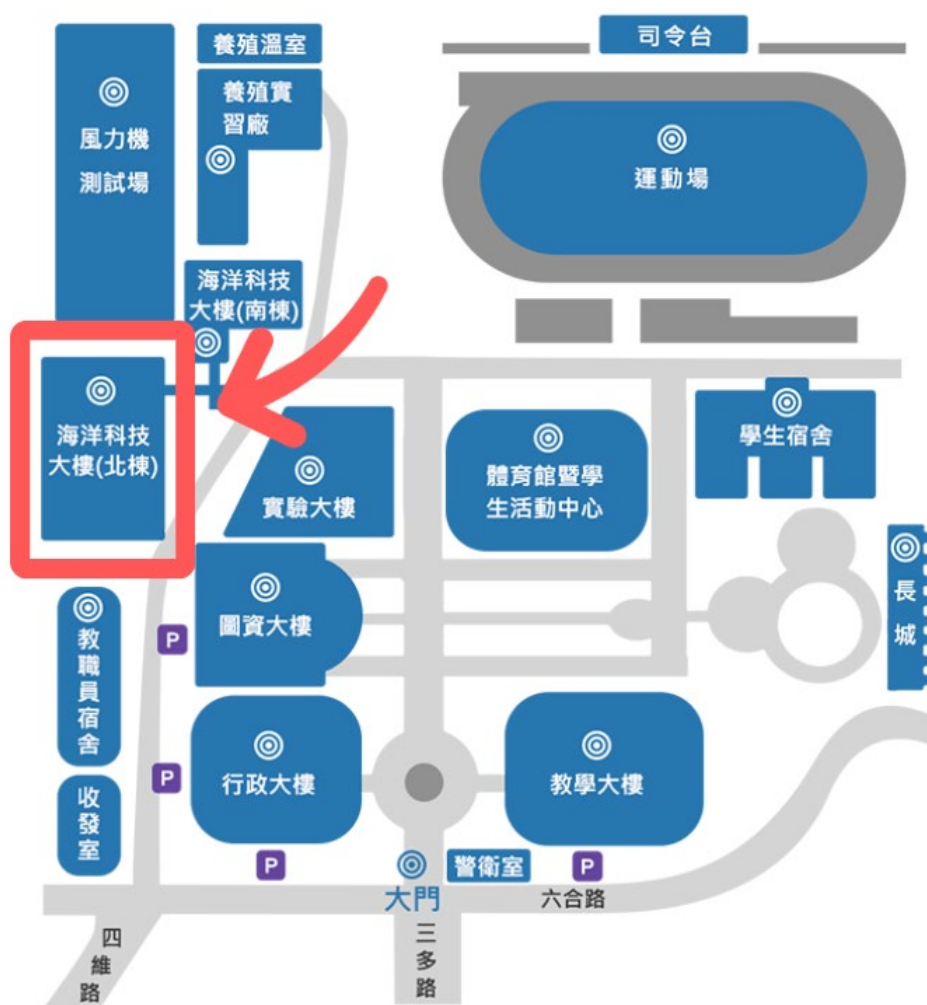 養殖溫室
司令台
養殖實
習廠
風力機
測試場
運動場
海洋科技
大樓(南棟)
海洋科技
大樓(北棟)
實驗大樓
體育館暨學
生活動中心
學生宿舍
長城
圖資大樓
P
教職員宿舍
行政大樓
教學大樓
P
收發室
P
大門
警衛室
P
六合路
四維路
三多路